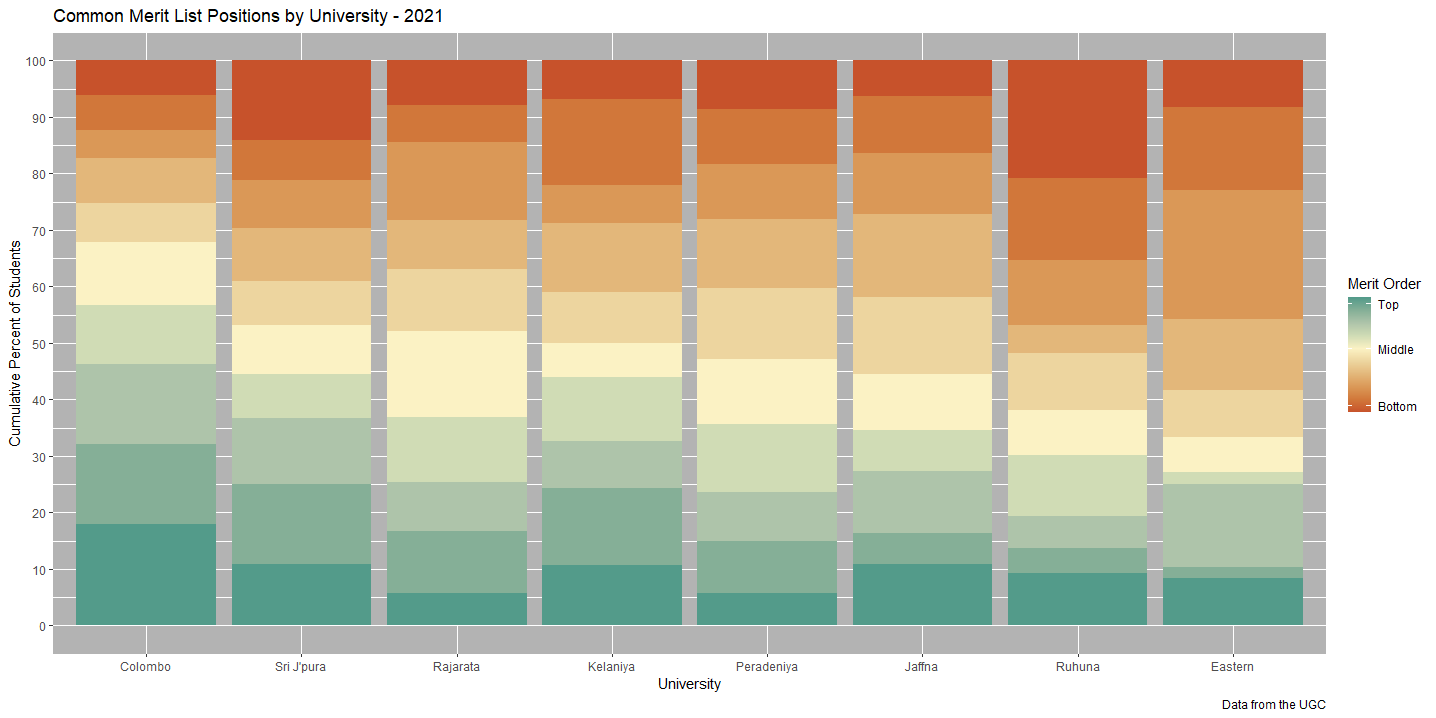 Common Merit List Positions by University - 2021
Cumulative Percent of Students
100
90
80
70
60
50
40
30
20
10
0
Colombo
Sri J'pura
Rajarata
Kelaniya
Peradeniya
Jaffna
Ruhuna
Eastern
University
Merit Order
Top
Middle
Bottom
Data from the UGC